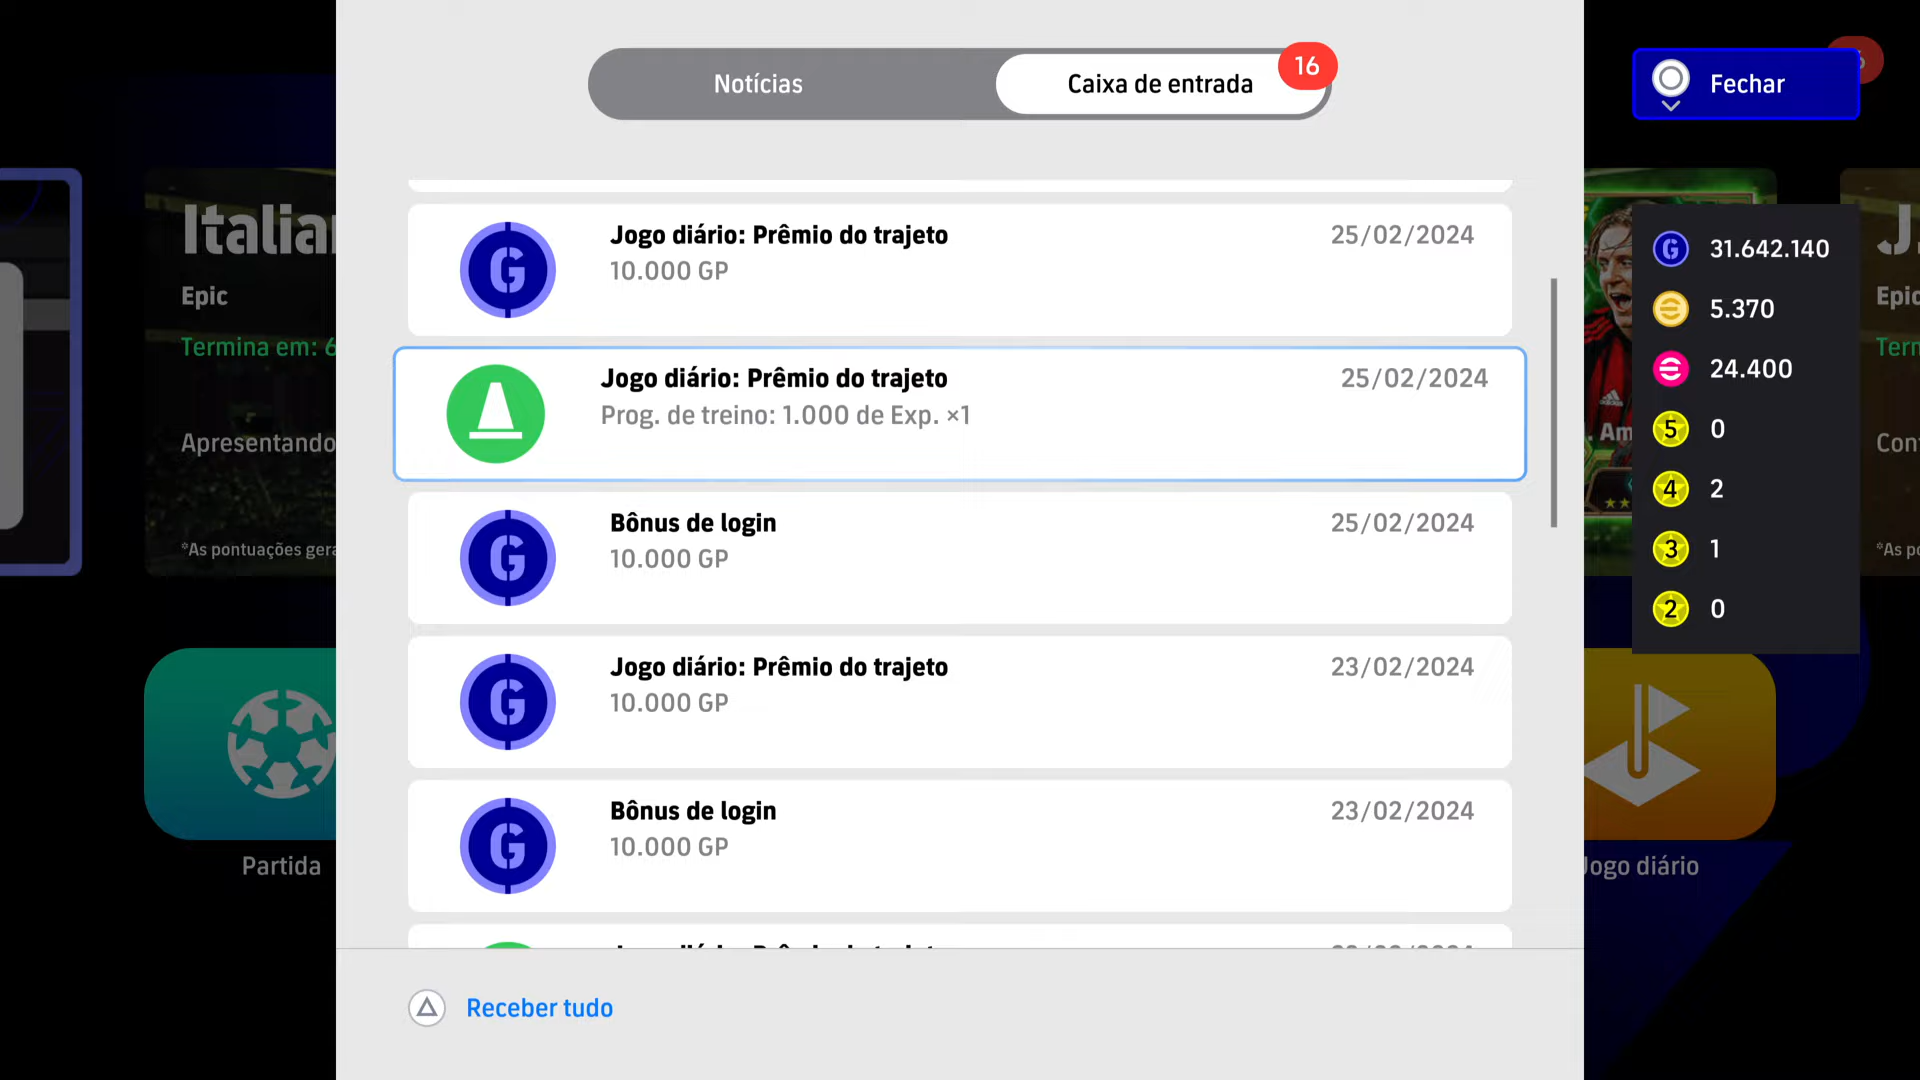 Notícias
Caixa de entrada
16
Fechar
Jogo diário: Prêmio do trajeto
25/02/2024
10.000 GP
Jogo diário: Prêmio do trajeto
25/02/2024
Prog. de treino: 1.000 de Exp. ×1
Bônus de login
25/02/2024
10.000 GP
Jogo diário: Prêmio do trajeto
23/02/2024
10.000 GP
Bônus de login
23/02/2024
10.000 GP
Receber tudo
31.642.140
5.370
24.400
5 0
4 2
3 1
2 0
Epic
Termina em: 6
Apresentando
*As pontuações
Partida
Jogo diário